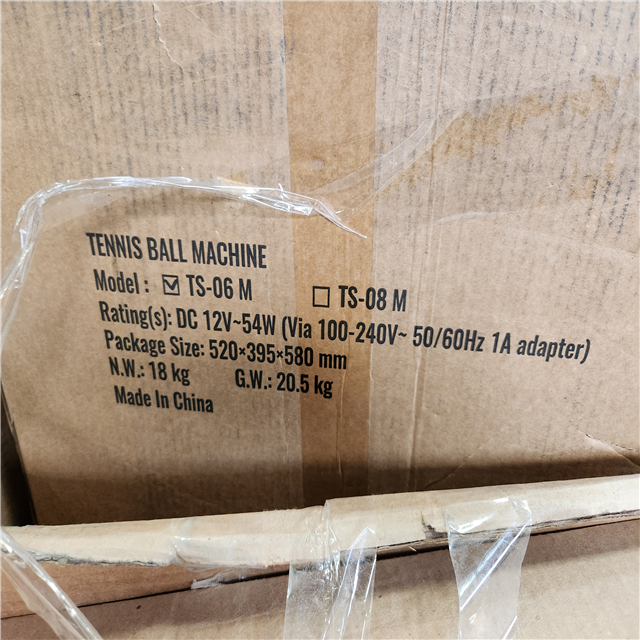 TENNIS BALL MACHINE
Model : ☑ TS-06 M ☐ TS-08 M
Rating(s): DC 12V~54W (Via 100-240V~ 50/60Hz 1A adapter)
Package Size: 520×395×580 mm
N.W.: 18 kg G.W.: 20.5 kg
Made In China